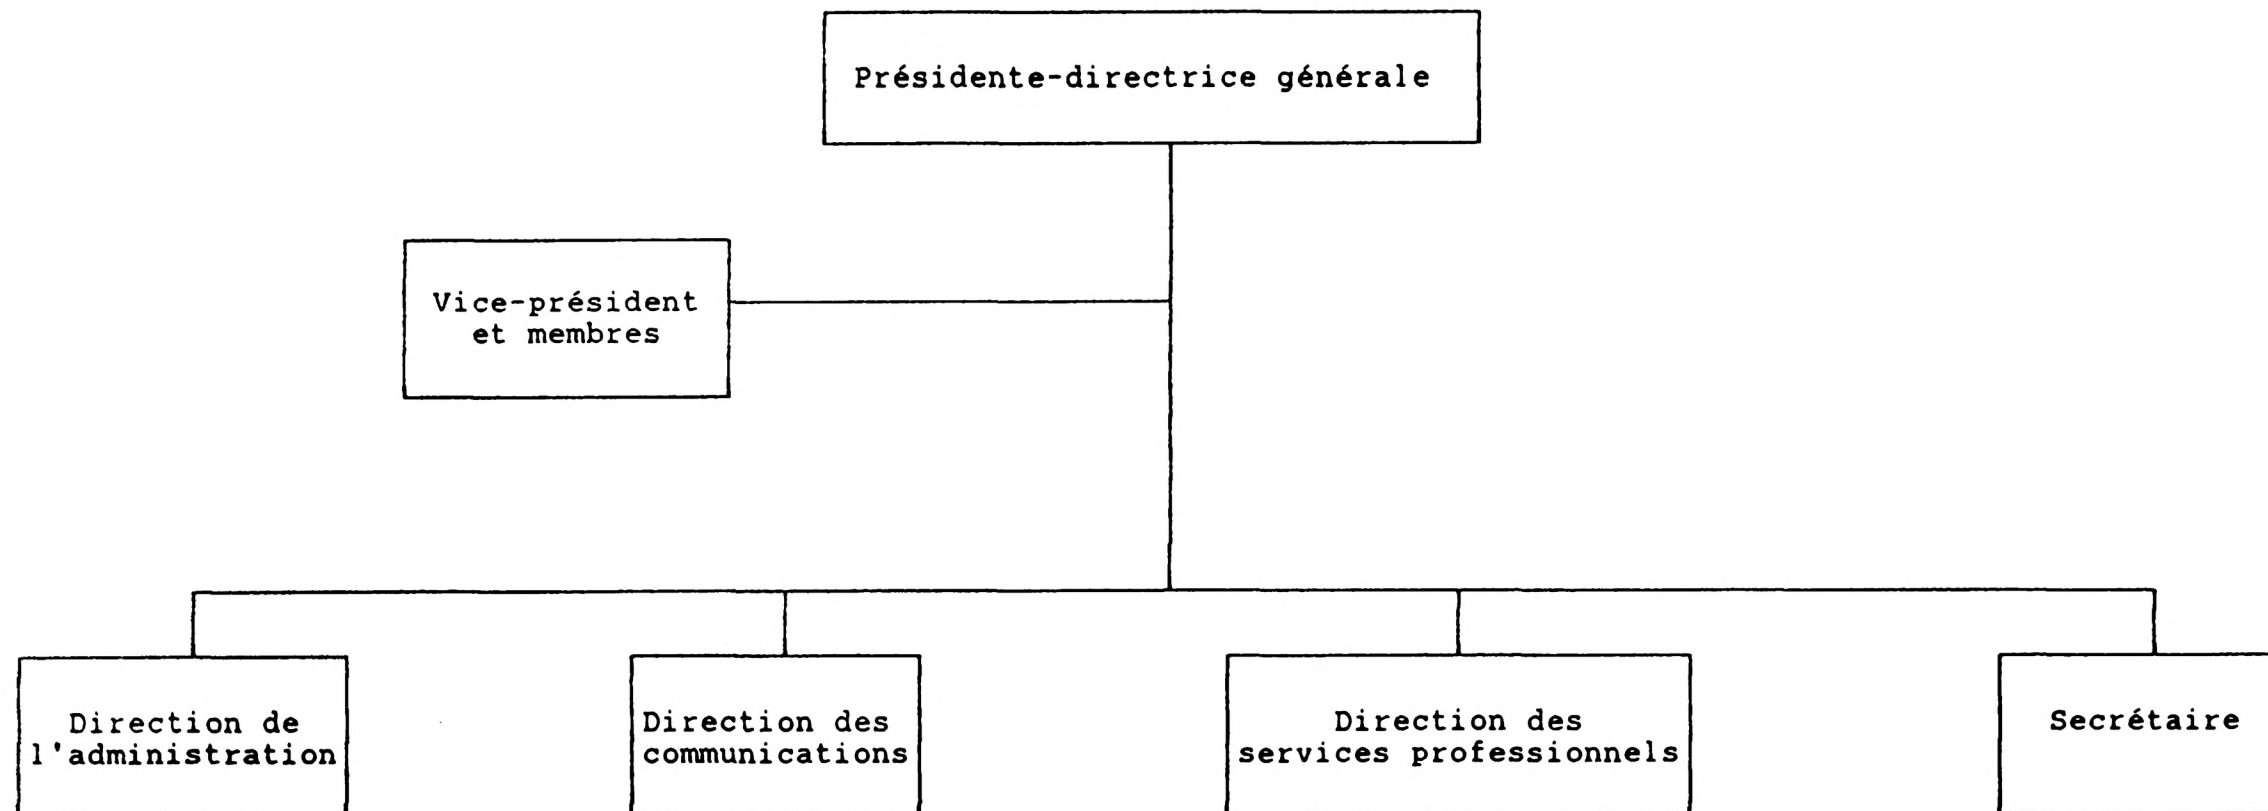 Présidente-directrice générale
Vice-président
et membres
Direction de
l'administration
Direction des
communications
Direction des
services professionnels
Secrétaire